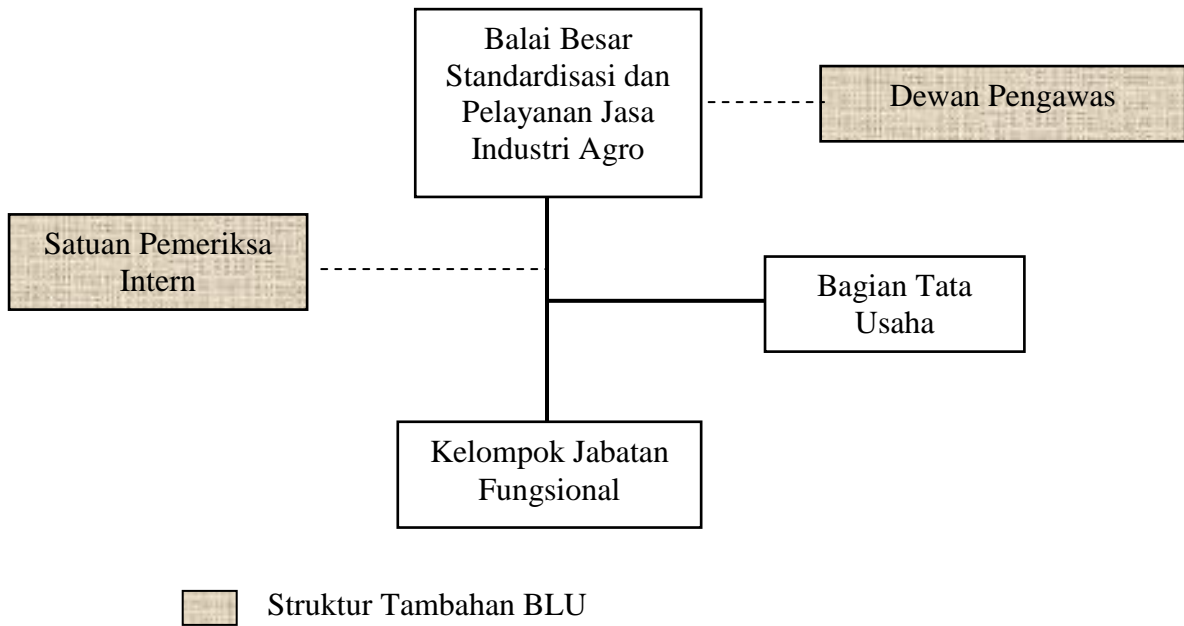 Balai Besar
Standardisasi dan
Pelayanan Jasa
Industri Agro
Dewan Pengawas
Satuan Pemeriksa
Intern
Bagian Tata
Usaha
Kelompok Jabatan
Fungsional
Struktur Tambahan BLU